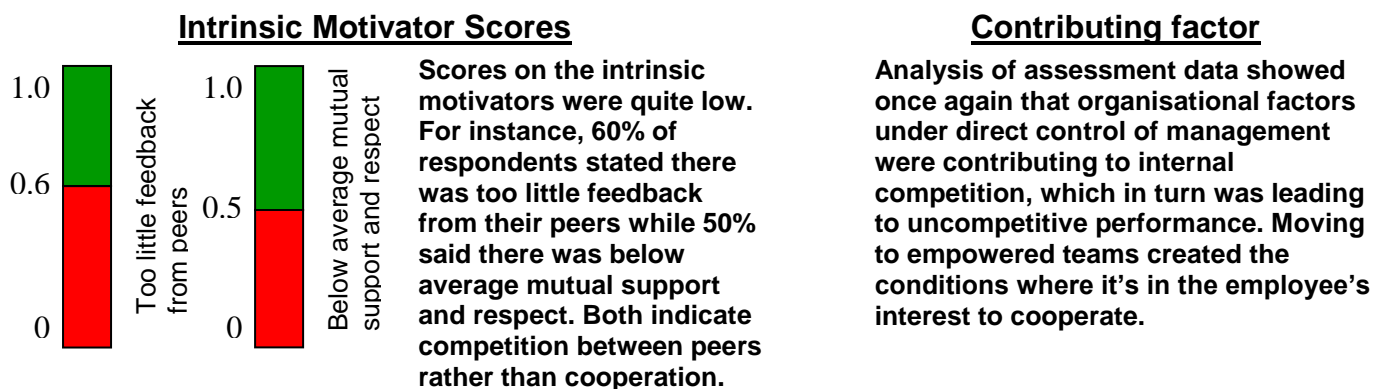 Intrinsic Motivator Scores
1.0
0.6
0
Too little feedback
from peers
1.0
0.5
0
Below average mutual
support and respect
Scores on the intrinsic
motivators were quite low.
For instance, 60% of
respondents stated there
was too little feedback
from their peers while 50%
said there was below
average mutual support
and respect. Both indicate
competition between peers
rather than cooperation.
Contributing factor
Analysis of assessment data showed
once again that organisational factors
under direct control of management
were contributing to internal
competition, which in turn was leading
to uncompetitive performance. Moving
to empowered teams created the
conditions where it’s in the employee’s
interest to cooperate.